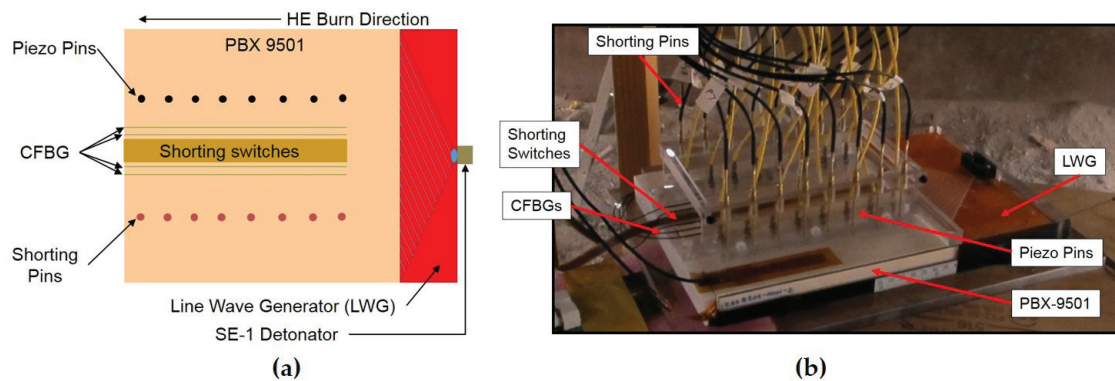 HE Burn Direction
PBX 9501
Piezo Pins
CFBG
Shorting switches
Shorting
Pins
Line Wave Generator (LWG)
SE-1 Detonator
(a)
Shorting Pins
Shorting
Switches
CFBGs
LWG
Piezo Pins
PBX-9501
(b)